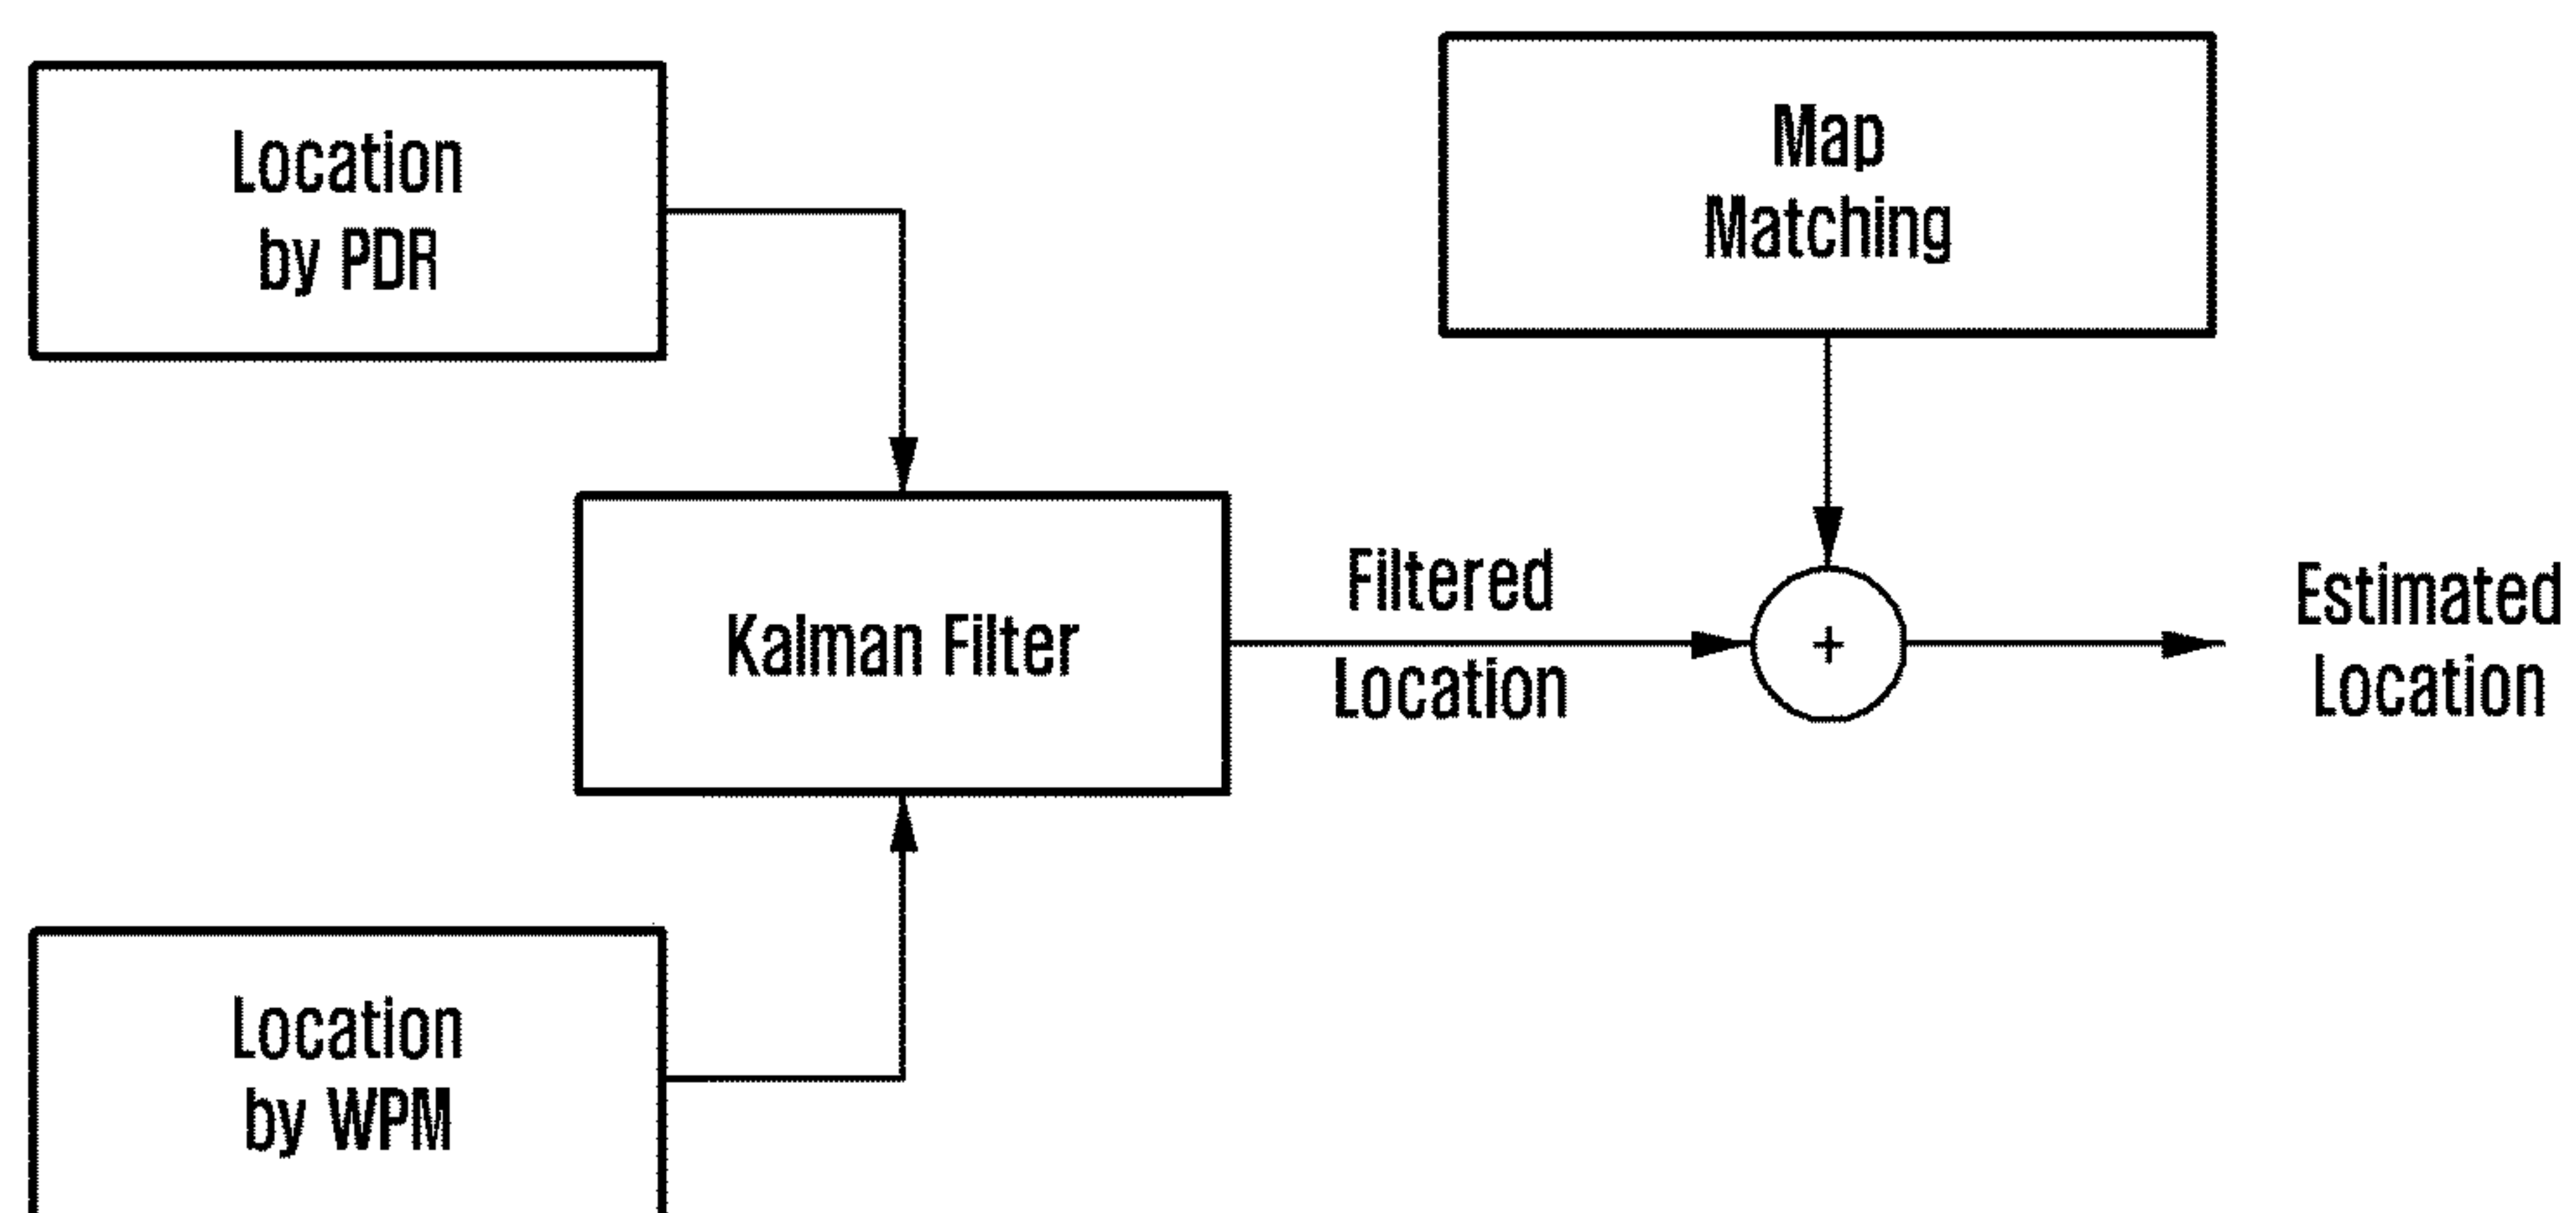 Location
by PDR
Map
Matching
Kalman Filter
Filtered
Location
+
Estimated
Location
Location
by WPM